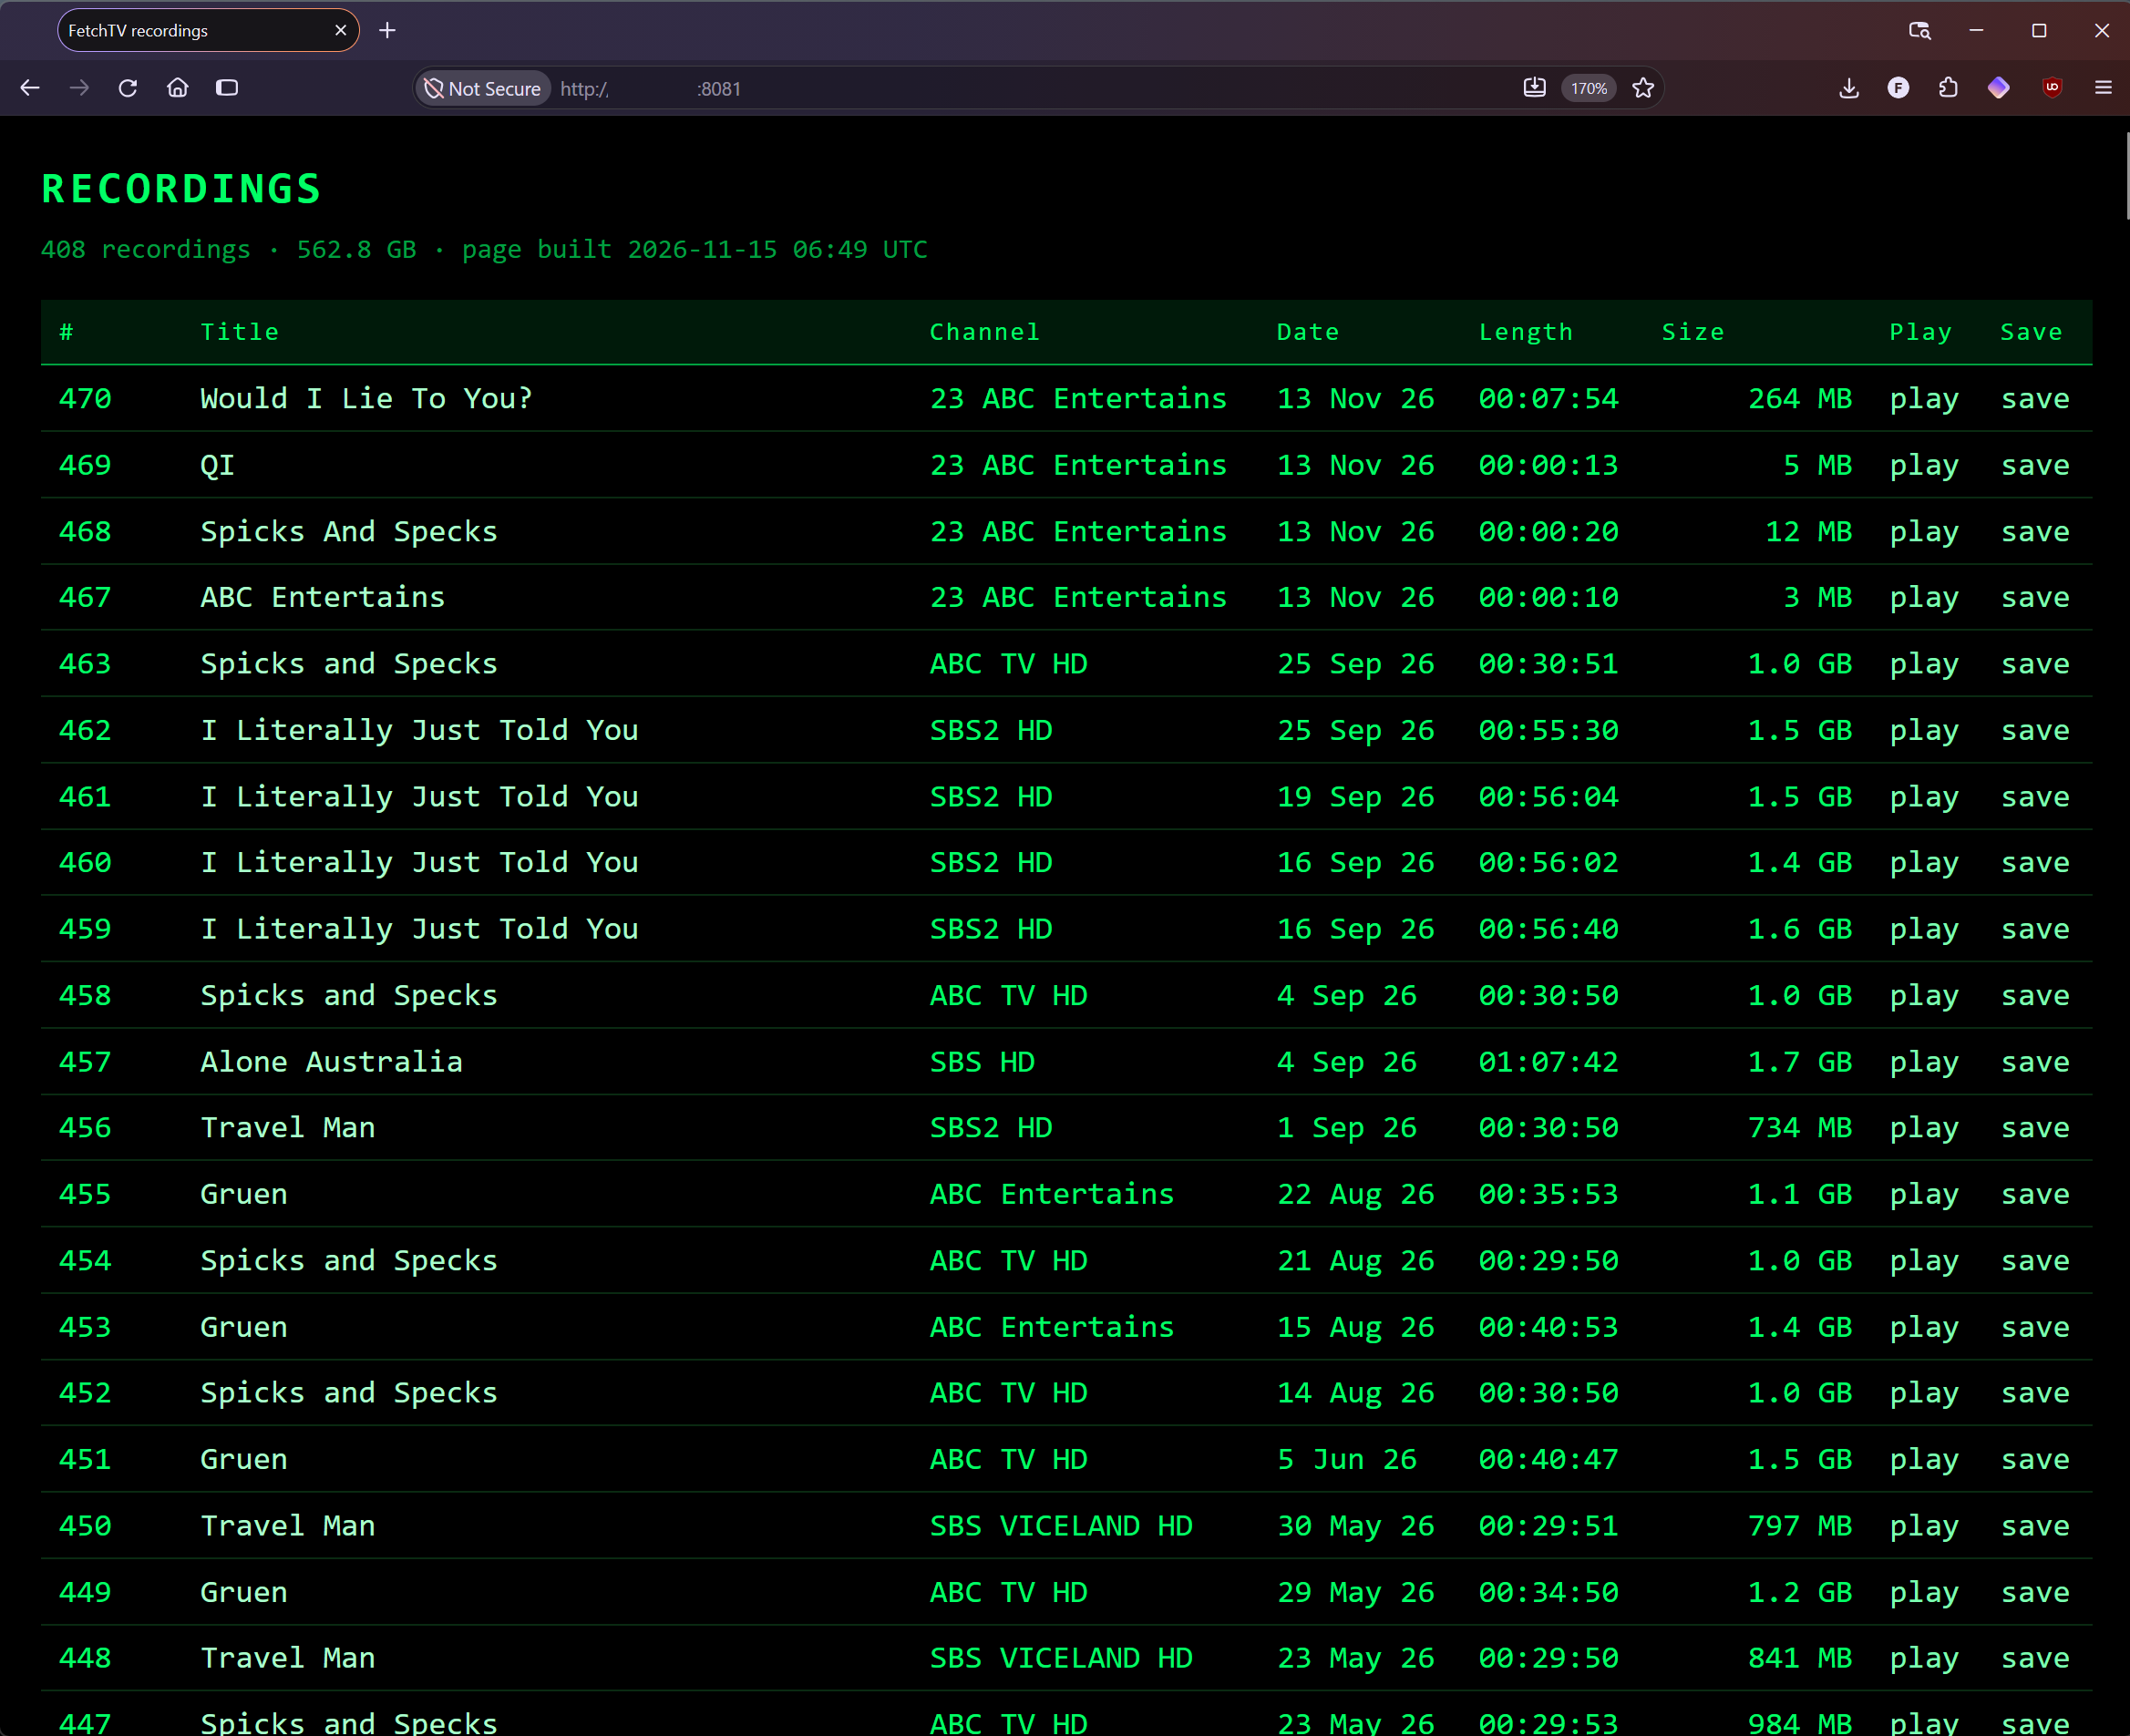 FetchTV recordings
Not Secure http:/, :8081 170%
RECORDINGS
408 recordings · 562.8 GB · page built 2026-11-15 06:49 UTC
# Title Channel Date Length Size Play Save
470 Would I Lie To You? 23 ABC Entertains 13 Nov 26 00:07:54 264 MB play save
469 QI 23 ABC Entertains 13 Nov 26 00:00:13 5 MB play save
468 Spicks And Specks 23 ABC Entertains 13 Nov 26 00:00:20 12 MB play save
467 ABC Entertains 23 ABC Entertains 13 Nov 26 00:00:10 3 MB play save
463 Spicks and Specks ABC TV HD 25 Sep 26 00:30:51 1.0 GB play save
462 I Literally Just Told You SBS2 HD 25 Sep 26 00:55:30 1.5 GB play save
461 I Literally Just Told You SBS2 HD 19 Sep 26 00:56:04 1.5 GB play save
460 I Literally Just Told You SBS2 HD 16 Sep 26 00:56:02 1.4 GB play save
459 I Literally Just Told You SBS2 HD 16 Sep 26 00:56:40 1.6 GB play save
458 Spicks and Specks ABC TV HD 4 Sep 26 00:30:50 1.0 GB play save
457 Alone Australia SBS HD 4 Sep 26 01:07:42 1.7 GB play save
456 Travel Man SBS2 HD 1 Sep 26 00:30:50 734 MB play save
455 Gruen ABC Entertains 22 Aug 26 00:35:53 1.1 GB play save
454 Spicks and Specks ABC TV HD 21 Aug 26 00:29:50 1.0 GB play save
453 Gruen ABC Entertains 15 Aug 26 00:40:53 1.4 GB play save
452 Spicks and Specks ABC TV HD 14 Aug 26 00:30:50 1.0 GB play save
451 Gruen ABC TV HD 5 Jun 26 00:40:47 1.5 GB play save
450 Travel Man SBS VICELAND HD 30 May 26 00:29:51 797 MB play save
449 Gruen ABC TV HD 29 May 26 00:34:50 1.2 GB play save
448 Travel Man SBS VICELAND HD 23 May 26 00:29:50 841 MB play save
447 Spicks and Specks ABC TV HD 23 May 26 00:29:53 984 MB play save